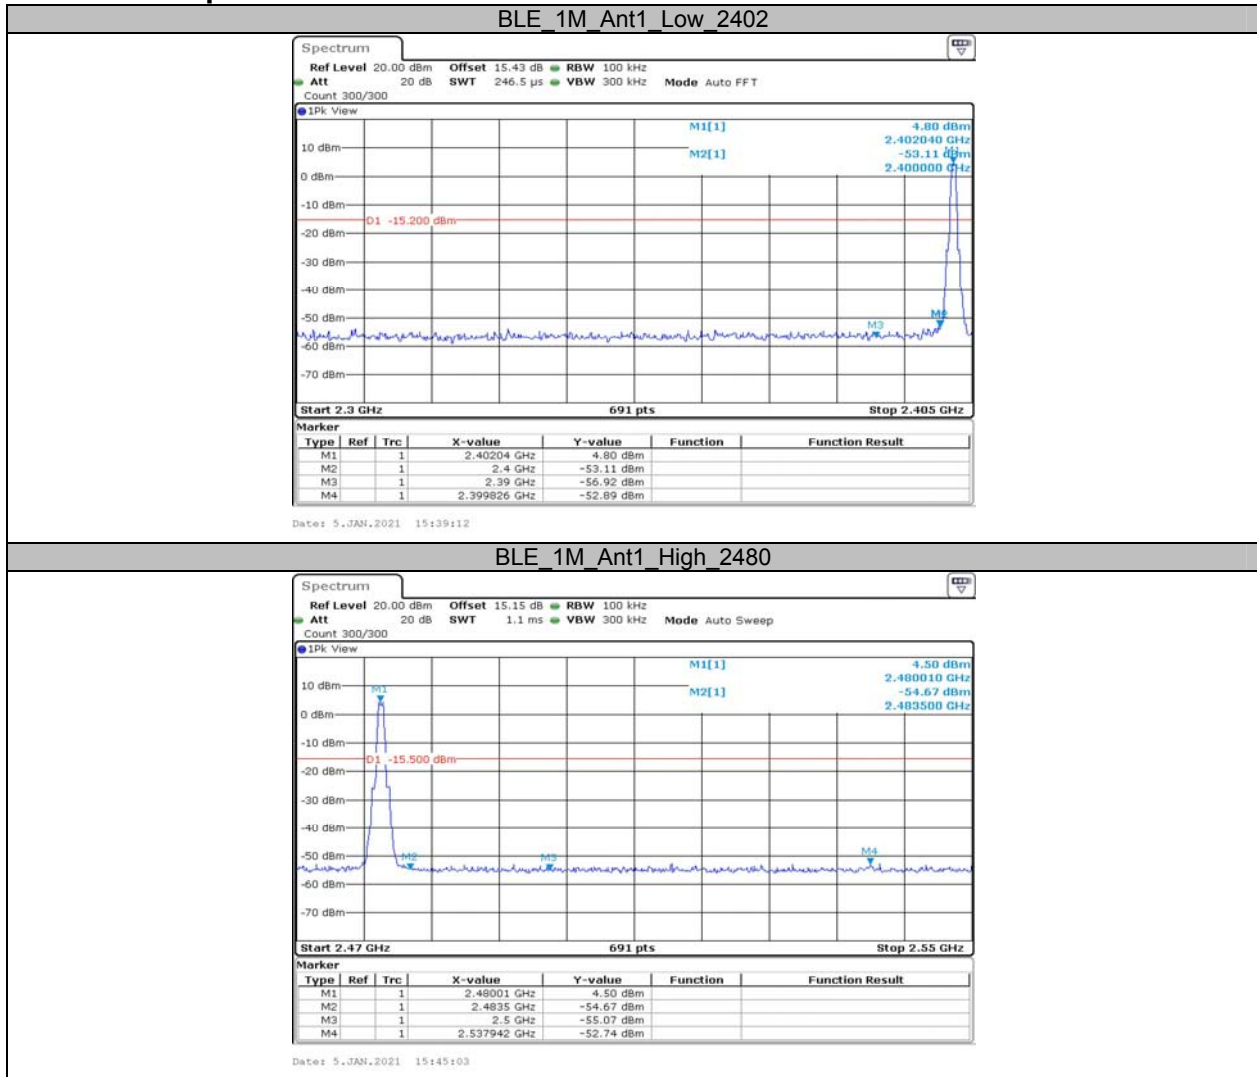 BLE_1M_Ant1_Low_2402
Spectrum
Ref Level 20.00 dBm Offset 15.43 dB RBW 100 kHz
Att 20 dB SWT 246.5 µs VBW 300 kHz Mode Auto FFT
Count 300/300
1Pk View
M1[1] 4.80 dBm
2.402040 GHz
M2[1] -53.11 dBm
2.400000 GHz
M1
10 dBm
0 dBm
-10 dBm
D1 -15.200 dBm
-20 dBm
-30 dBm
-40 dBm
-50 dBm
M3
-60 dBm
-70 dBm
Start 2.3 GHz 691 pts Stop 2.405 GHz
Marker
Type Ref Trc X-value Y-value Function Function Result
M1 1 2.40204 GHz 4.80 dBm
M2 1 2.4 GHz -53.11 dBm
M3 1 2.39 GHz -56.92 dBm
M4 1 2.399826 GHz -52.89 dBm
Date: 5.JAN.2021 15:39:12
BLE_1M_Ant1_High_2480
Spectrum
Ref Level 20.00 dBm Offset 15.15 dB RBW 100 kHz
Att 20 dB SWT 1.1 ms VBW 300 kHz Mode Auto Sweep
Count 300/300
1Pk View
M1[1] 4.50 dBm
2.480010 GHz
M2[1] -54.67 dBm
2.483500 GHz
10 dBm
M1
0 dBm
-10 dBm
D1 -15.500 dBm
-20 dBm
-30 dBm
-40 dBm
-50 dBm
M2 M3 M4
-60 dBm
-70 dBm
Start 2.47 GHz 691 pts Stop 2.55 GHz
Marker
Type Ref Trc X-value Y-value Function Function Result
M1 1 2.48001 GHz 4.50 dBm
M2 1 2.4835 GHz -54.67 dBm
M3 1 2.5 GHz -55.07 dBm
M4 1 2.537942 GHz -52.74 dBm
Date: 5.JAN.2021 15:45:03